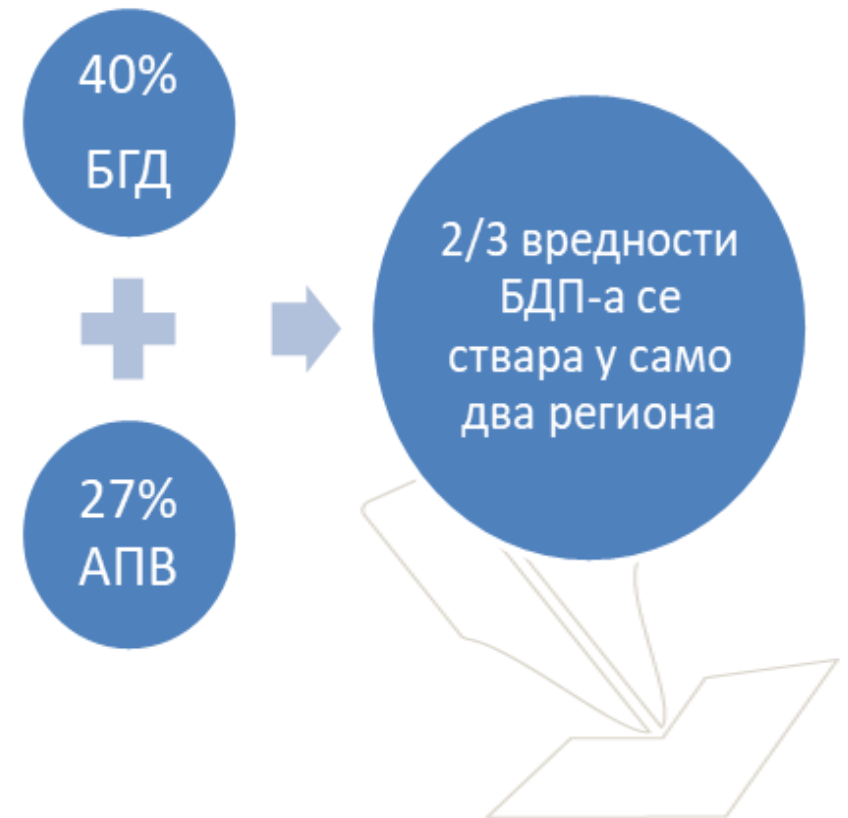 40%
БГД
27%
АПВ
2/3 вредности
БДП-а се
ствара у само
два региона